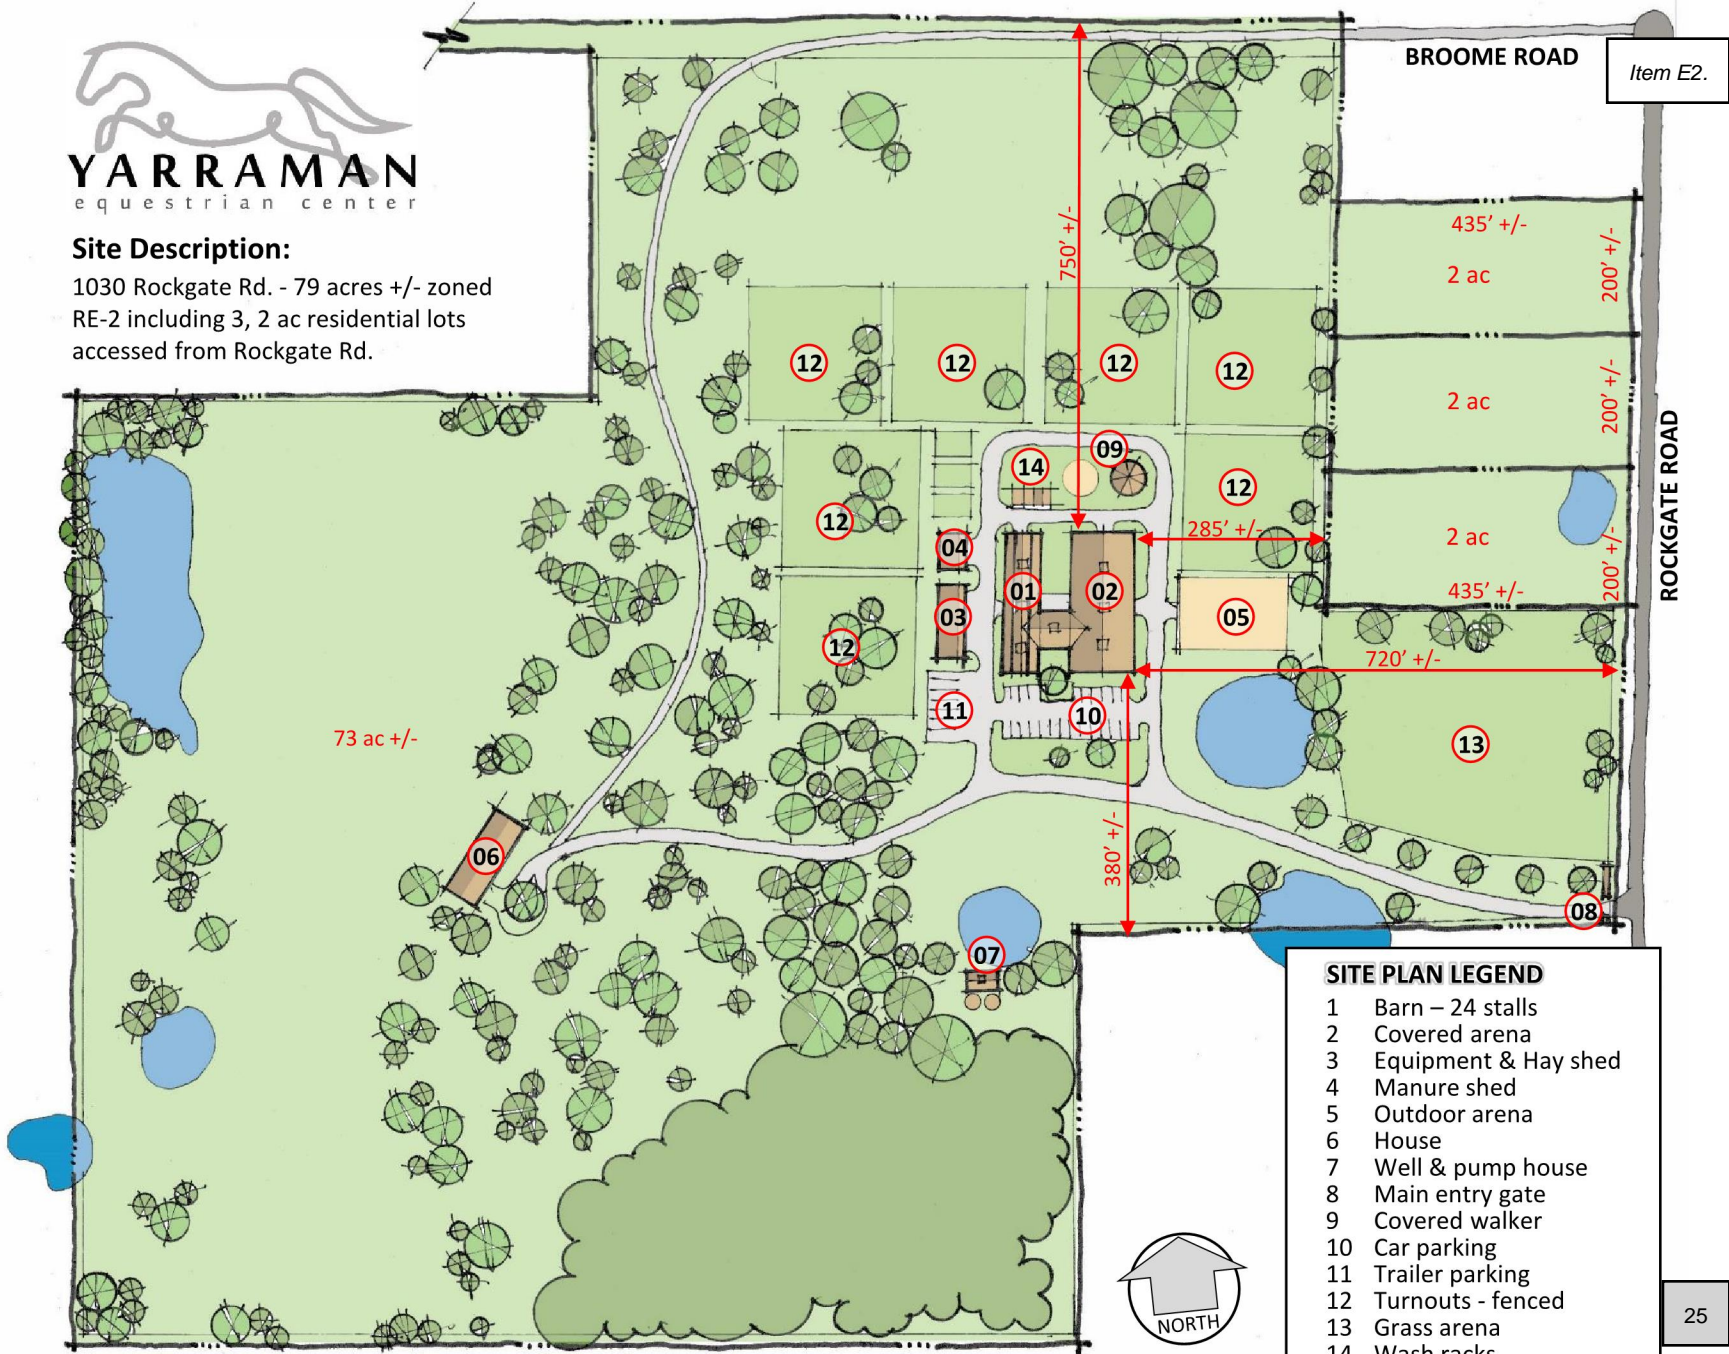 BROOME ROAD
Item E2.
YARRAMAN
equestrian center
Site Description:
1030 Rockgate Rd. - 79 acres +/- zoned
RE-2 including 3, 2 ac residential lots
accessed from Rockgate Rd.
750' +/-
435' +/-
2 ac
200' +/-
2 ac
200' +/-
2 ac
200' +/-
435' +/-
ROCKGATE ROAD
12
12
12
12
09
14
12
12
285' +/-
04
01
02
03
05
12
720' +/-
11
10
13
73 ac +/-
380' +/-
06
08
07
SITE PLAN LEGEND
1 Barn – 24 stalls
2 Covered arena
3 Equipment & Hay shed
4 Manure shed
5 Outdoor arena
6 House
7 Well & pump house
8 Main entry gate
9 Covered walker
10 Car parking
11 Trailer parking
12 Turnouts - fenced
13 Grass arena
14 Wash racks
NORTH
25